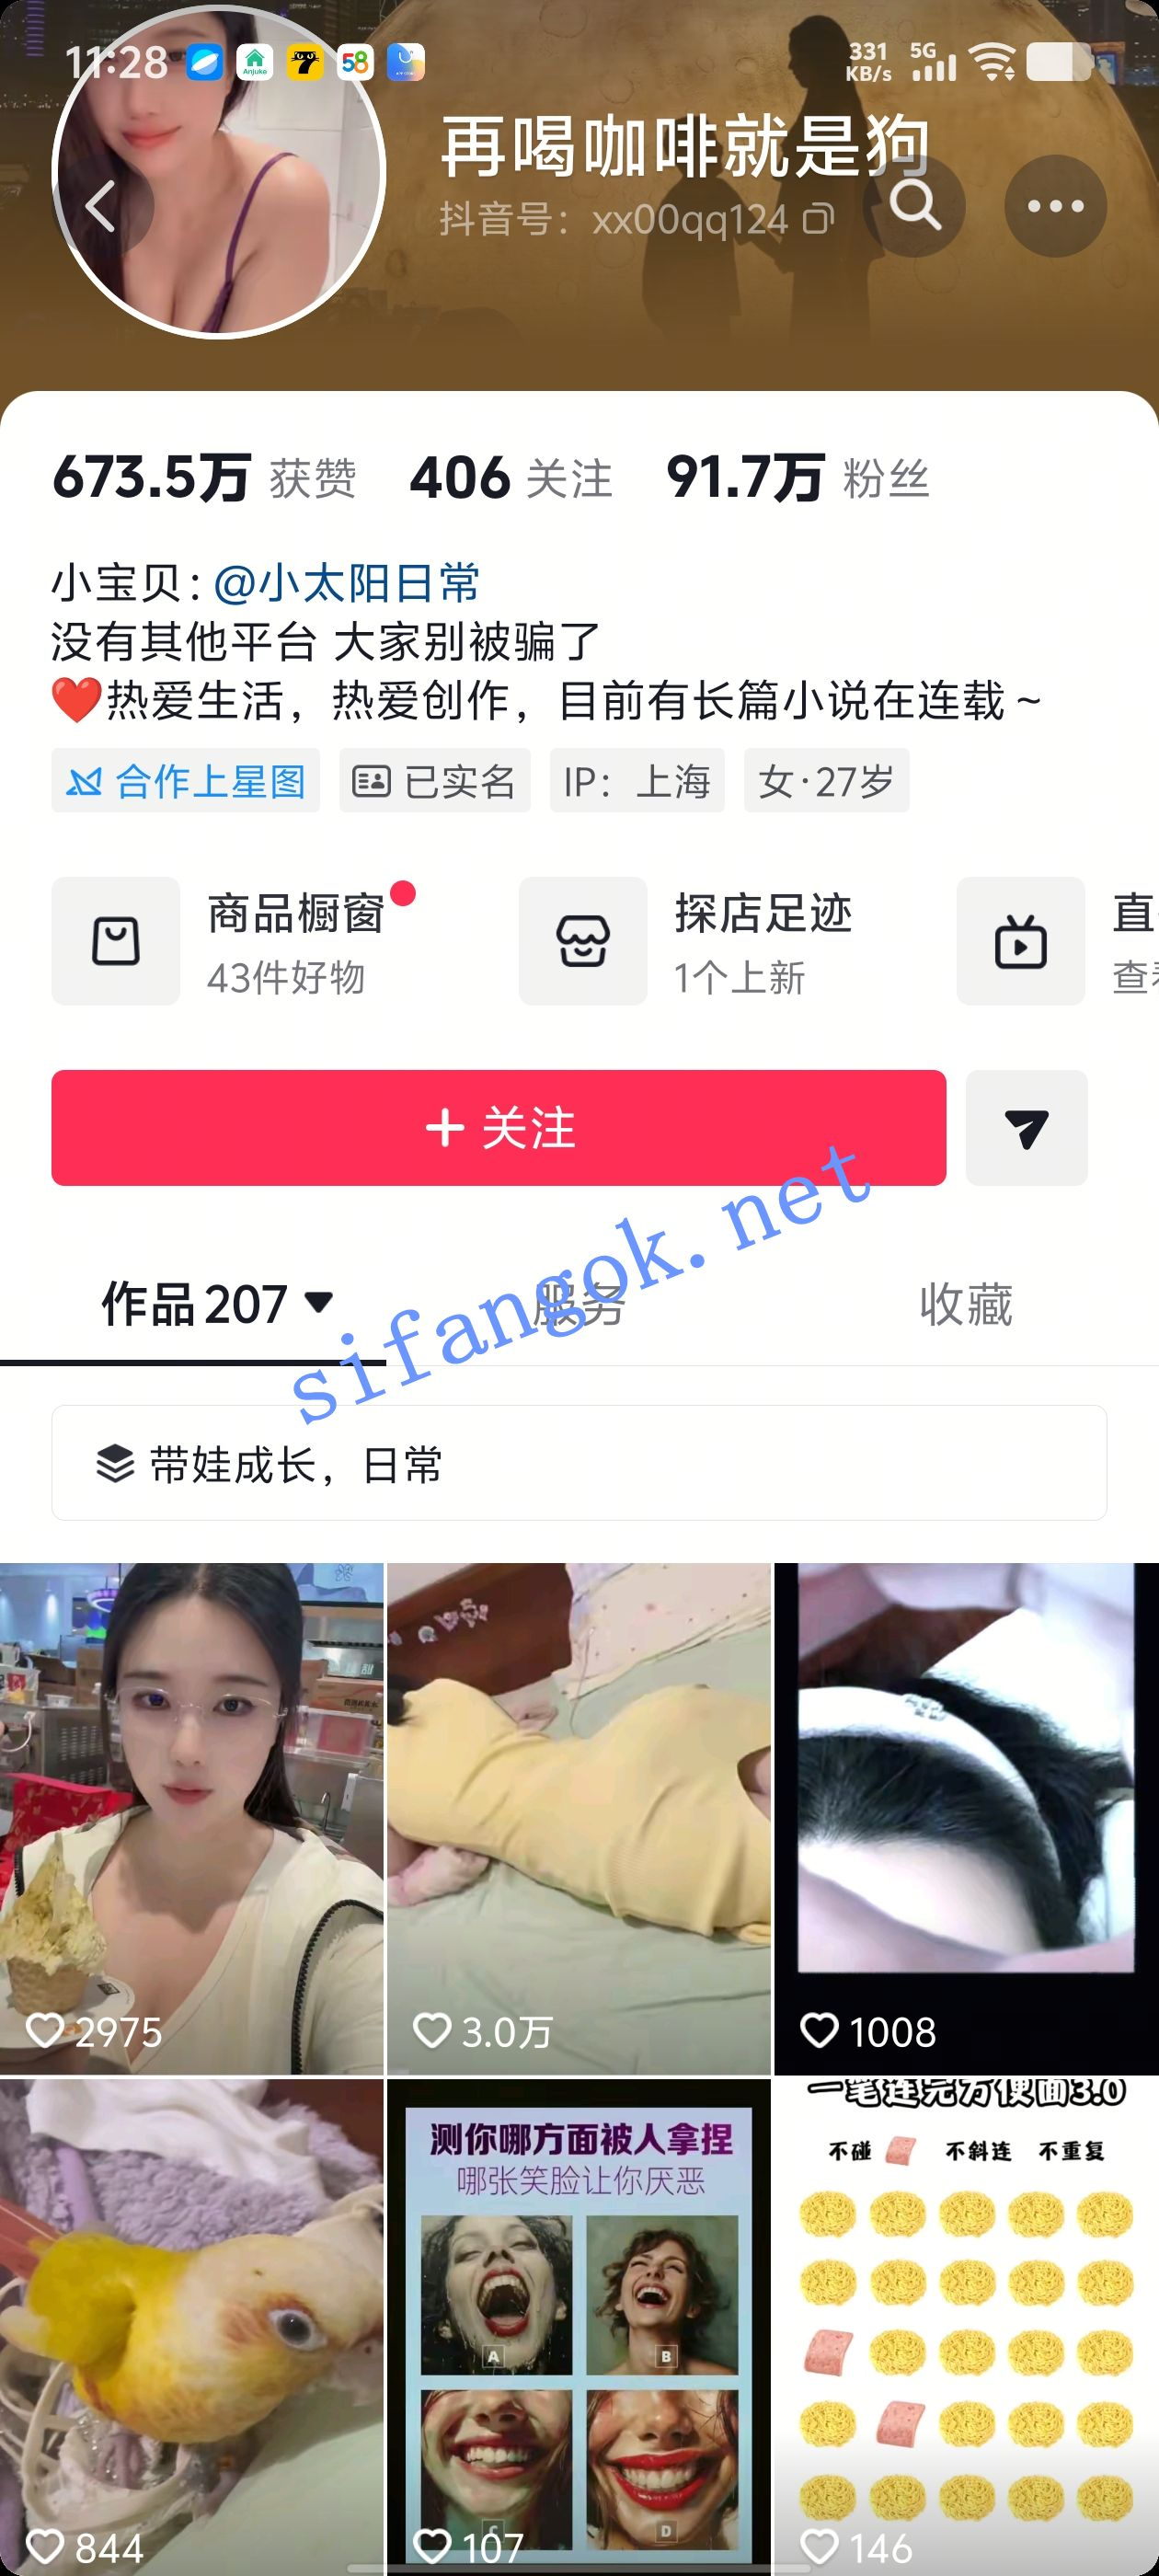 11:28
Anjuke
58
331
KB/s
5G
再喝咖啡就是狗
抖音号：xx00qq124
673.5万 获赞 406 关注 91.7万 粉丝
小宝贝：@小太阳日常
没有其他平台 大家别被骗了
❤️热爱生活，热爱创作，目前有长篇小说在连载～
合作上星图 已实名 IP：上海 女·27岁
商品橱窗 探店足迹 直
43件好物 1个上新 查看
+ 关注
sifangok.net
作品 207 服务 收藏
带娃成长，日常
2975 3.0万 1008
测你哪方面被人拿捏
哪张笑脸让你厌恶
A
B
C
D
一笔连完方便面3.0
不碰 不斜连 不重复
844 107 146